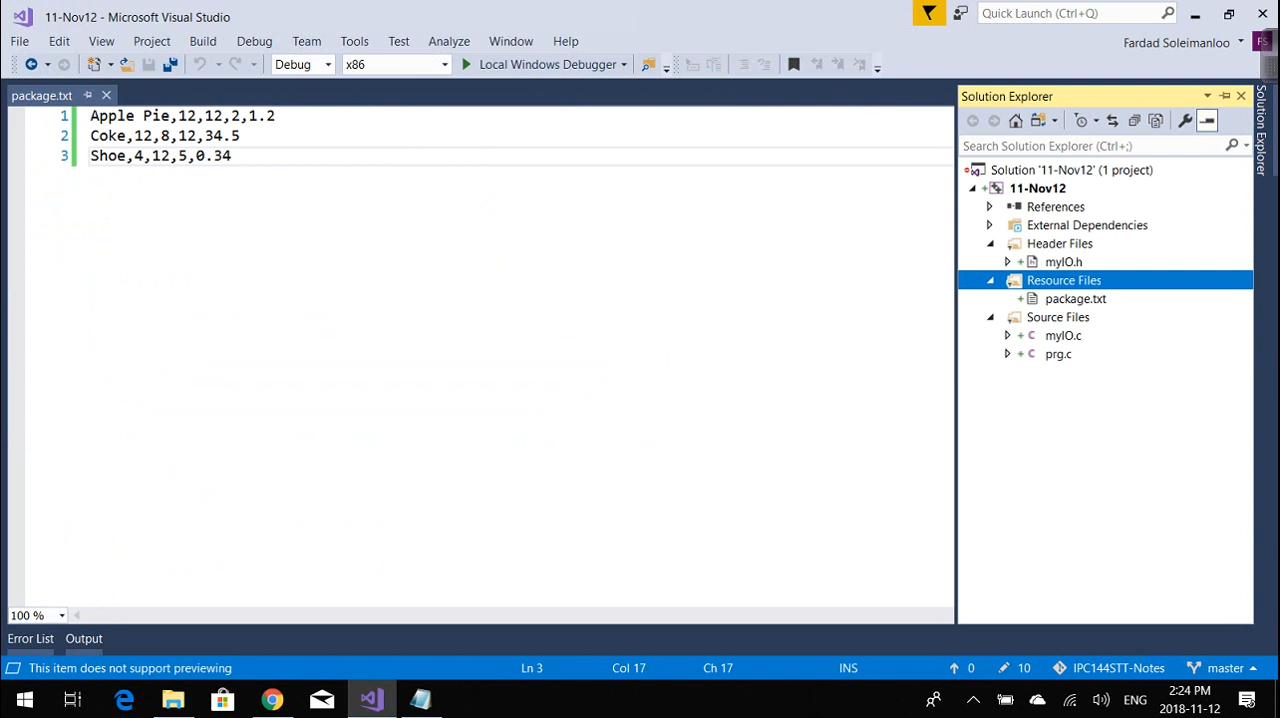 11-Nov12 - Microsoft Visual Studio
Quick Launch (Ctrl+Q)
File Edit View Project Build Debug Team Tools Test Analyze Window Help
Fardad Soleimanloo
FS
Debug x86 Local Windows Debugger
package.txt
1 Apple Pie,12,12,2,1.2
2 Coke,12,8,12,34.5
3 Shoe,4,12,5,0.34
Solution Explorer
Search Solution Explorer (Ctrl+;)
Solution '11-Nov12' (1 project)
11-Nov12
References
External Dependencies
Header Files
myIO.h
Resource Files
package.txt
Source Files
myIO.c
prg.c
Solution Explorer
100 %
Error List Output
This item does not support previewing
Ln 3 Col 17 Ch 17 INS 0 10 IPC144STT-Notes master
ENG
2:24 PM
2018-11-12